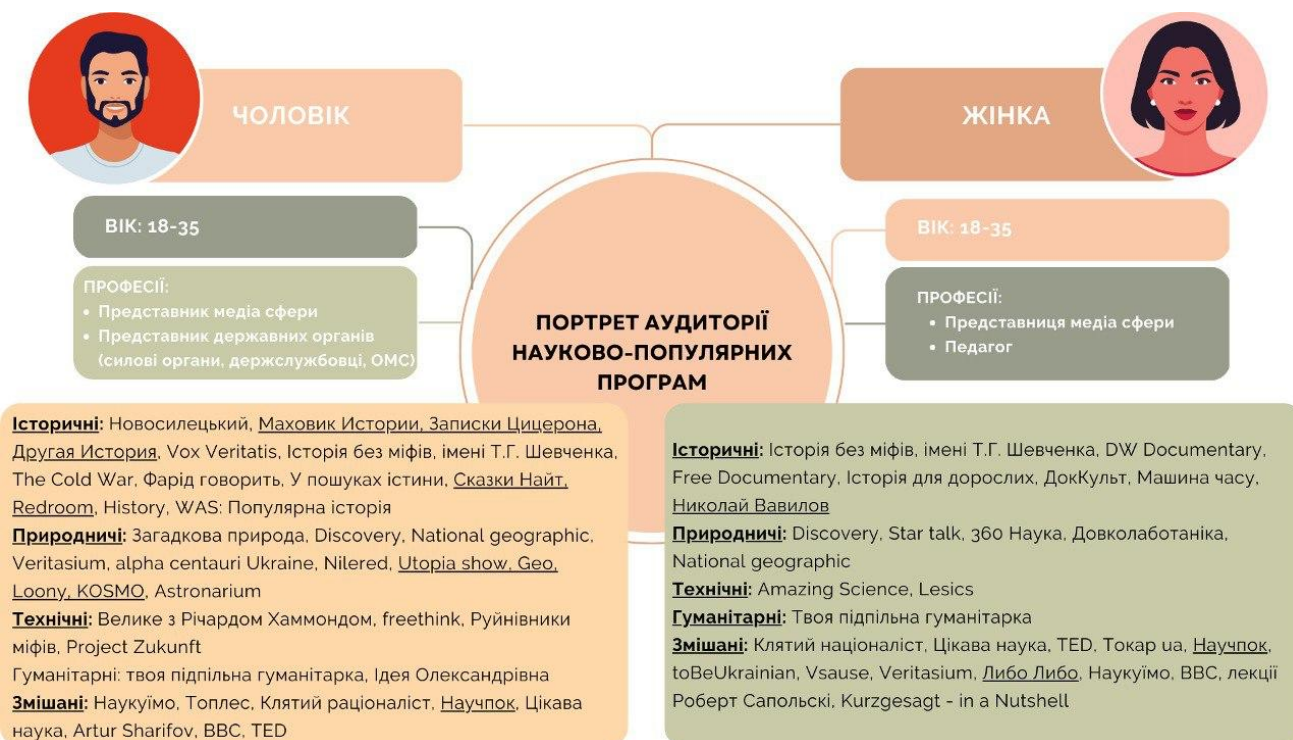 ЧОЛОВІК
ВІК: 18-35
ПРОФЕСІЇ:
• Представник медіа сфери
• Представник державних органів
(силові органи, держслужбовці, ОМС)
ЖІНКА
ВІК: 18-35
ПРОФЕСІЇ:
• Представниця медіа сфери
• Педагог
ПОРТРЕТ АУДИТОРІЇ
НАУКОВО-ПОПУЛЯРНИХ
ПРОГРАМ
Історичні: Новосилецький, Маховик Истории, Записки Цицерона,
Другая История, Vox Veritatis, Історія без міфів, імені Т.Г. Шевченка,
The Cold War, Фарід говорить, У пошуках істини, Сказки Найт,
Redroom, History, WAS: Популярна історія
Природничі: Загадкова природа, Discovery, National geographic,
Veritasium, alpha centauri Ukraine, Nilered, Utopia show, Geo,
Loony, KOSMO, Astronarium
Технічні: Велике з Річардом Хаммондом, freethink, Руйнівники
міфів, Project Zukunft
Гуманітарні: твоя підпільна гуманітарка, Ідея Олександрівна
Змішані: Наукуїмо, Топлес, Клятий раціоналіст, Научпок, Цікава
наука, Artur Sharifov, BBC, TED
Історичні: Історія без міфів, імені Т.Г. Шевченка, DW Documentary,
Free Documentary, Історія для дорослих, ДокКульт, Машина часу,
Николай Вавилов
Природничі: Discovery, Star talk, 360 Наука, Довколаботаніка,
National geographic
Технічні: Amazing Science, Lesics
Гуманітарні: Твоя підпільна гуманітарка
Змішані: Клятий націоналіст, Цікава наука, TED, Токар ua, Научпок,
toBeUkrainian, Vsause, Veritasium, Либо Либо, Наукуїмо, BBC, лекції
Роберт Сапольскі, Kurzgesagt - in a Nutshell